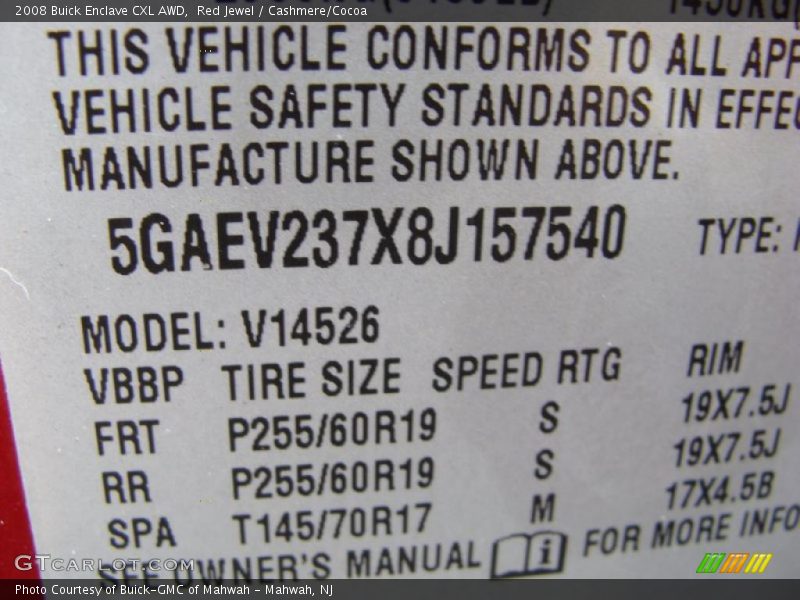 2008 Buick Enclave CXL AWD, Red Jewel / Cashmere/Cocoa
THIS VEHICLE CONFORMS TO ALL APP
VEHICLE SAFETY STANDARDS IN EFFEC
MANUFACTURE SHOWN ABOVE.
5GAEV237X8J157540 TYPE:
MODEL: V14526
VBBP TIRE SIZE SPEED RTG RIM
FRT P255/60R19 S 19X7.5J
RR P255/60R19 S 19X7.5J
SPA T145/70R17 M 17X4.5B
SEE OWNER'S MANUAL i FOR MORE INFO
GTcarlot.com
Photo Courtesy of Buick-GMC of Mahwah - Mahwah, NJ